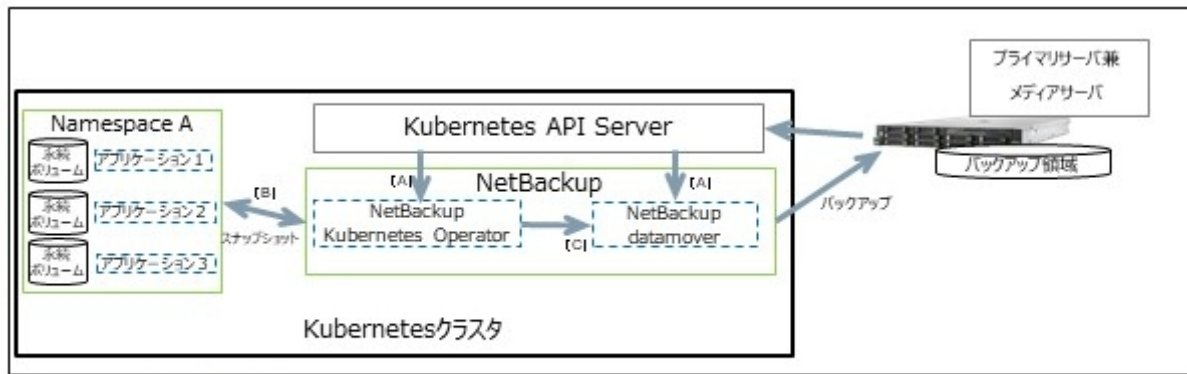 プライマリサーバ兼
メディアサーバ
バックアップ領域
バックアップ
Kubernetes API Server
Namespace A
永続
ボリューム
アプリケーション1
永続
ボリューム
アプリケーション2
永続
ボリューム
アプリケーション3
[A]
[A]
[B]
スナップショット
NetBackup
NetBackup
Kubernetes Operator
[C]
NetBackup
datamover
Kubernetesクラスタ